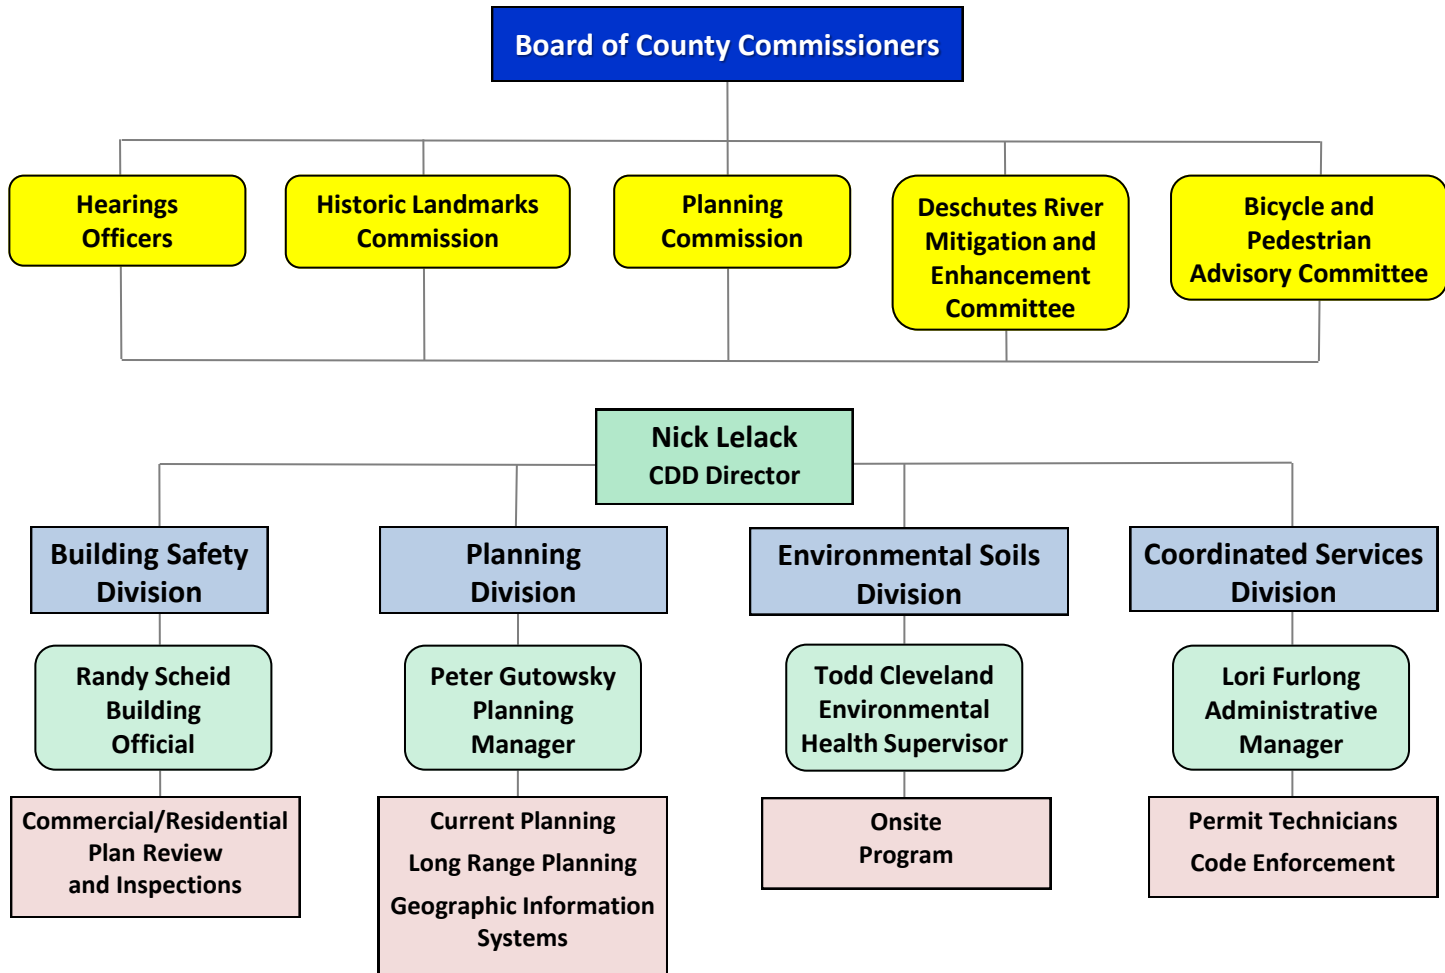 Board of County Commissioners
Hearings
Officers
Historic Landmarks
Commission
Planning
Commission
Deschutes River
Mitigation and
Enhancement
Committee
Bicycle and
Pedestrian
Advisory Committee
Nick Lelack
CDD Director
Building Safety
Division
Planning
Division
Environmental Soils
Division
Coordinated Services
Division
Randy Scheid
Building
Official
Peter Gutowsky
Planning
Manager
Todd Cleveland
Environmental
Health Supervisor
Lori Furlong
Administrative
Manager
Commercial/Residential
Plan Review
and Inspections
Current Planning
Long Range Planning
Geographic Information
Systems
Onsite
Program
Permit Technicians
Code Enforcement